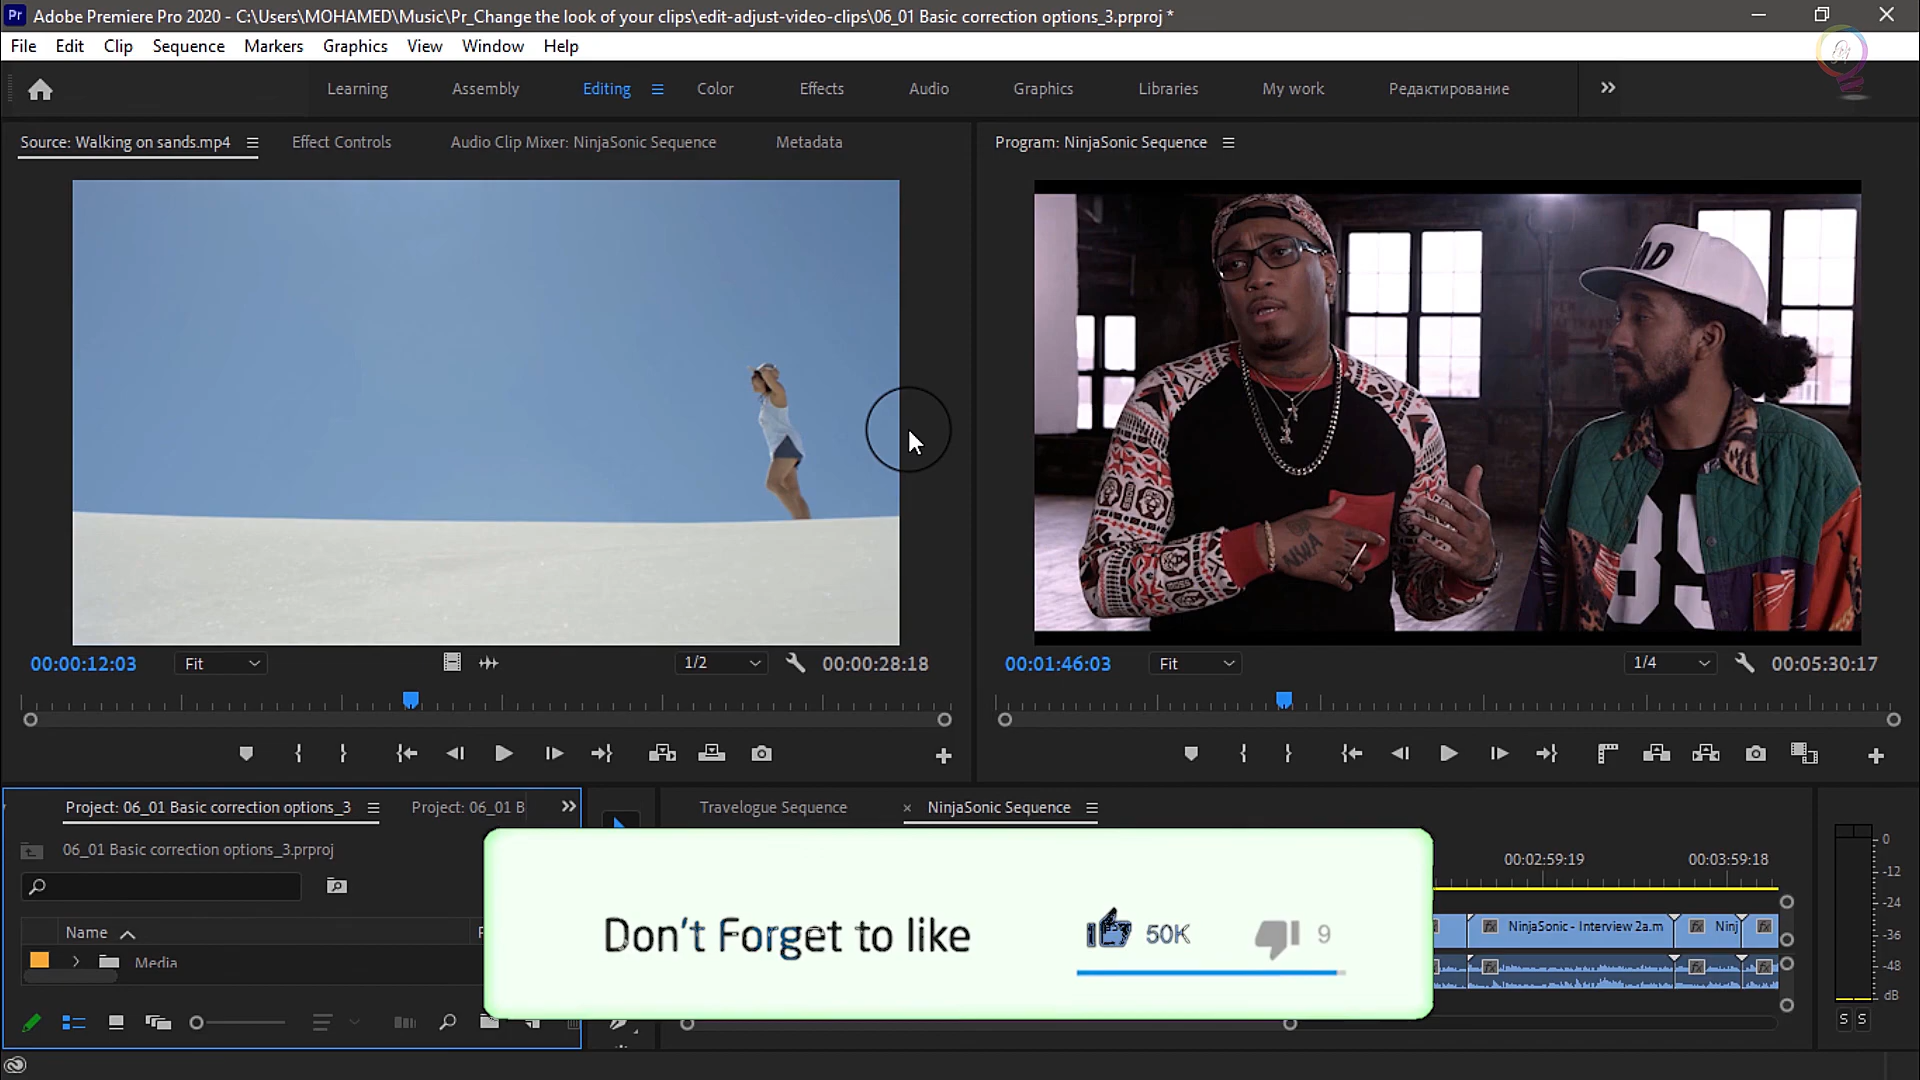 Adobe Premiere Pro 2020 - C:\Users\MOHAMED\Music\Pr_Change the look of your clips\edit-adjust-video-clips\06_01 Basic correction options_3.prproj *
File Edit Clip Sequence Markers Graphics View Window Help
Learning Assembly Editing Color Effects Audio Graphics Libraries My work Редактирование
Source: Walking on sands.mp4 Effect Controls Audio Clip Mixer: NinjaSonic Sequence Metadata
Program: NinjaSonic Sequence
00:00:12:03 Fit 1/2 00:00:28:18
00:01:46:03 Fit 1/4 00:05:30:17
Project: 06_01 Basic correction options_3 Project: 06_01 B
Travelogue Sequence NinjaSonic Sequence
06_01 Basic correction options_3.prproj
00:02:59:19 00:03:59:18
Name
Media
Don't Forget to like 50K 9
NinjaSonic - Interview 2a.m Ninj
0
-12
-24
-36
-48
dB
S S